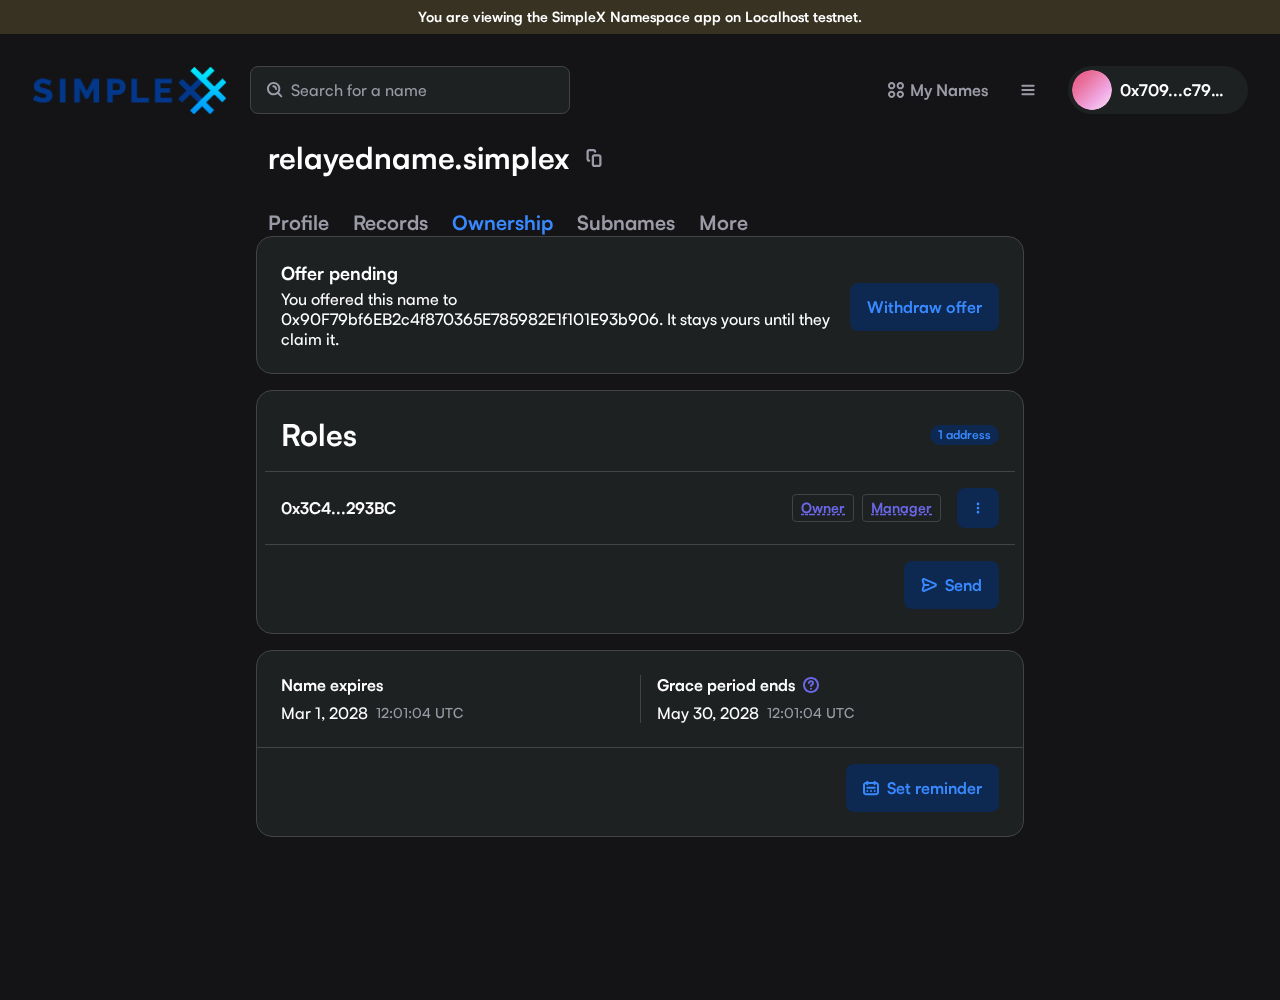 You are viewing the SimpleX Namespace app on Localhost testnet.
SIMPLEX
Search for a name
My Names
0x709...c79...
relayedname.simplex
Profile
Records
Ownership
Subnames
More
Offer pending
You offered this name to
0x90F79bf6EB2c4f870365E785982E1f101E93b906. It stays yours until they
claim it.
Withdraw offer
Roles
1 address
0x3C4...293BC
Owner
Manager
Send
Name expires
Mar 1, 2028 12:01:04 UTC
Grace period ends
May 30, 2028 12:01:04 UTC
Set reminder